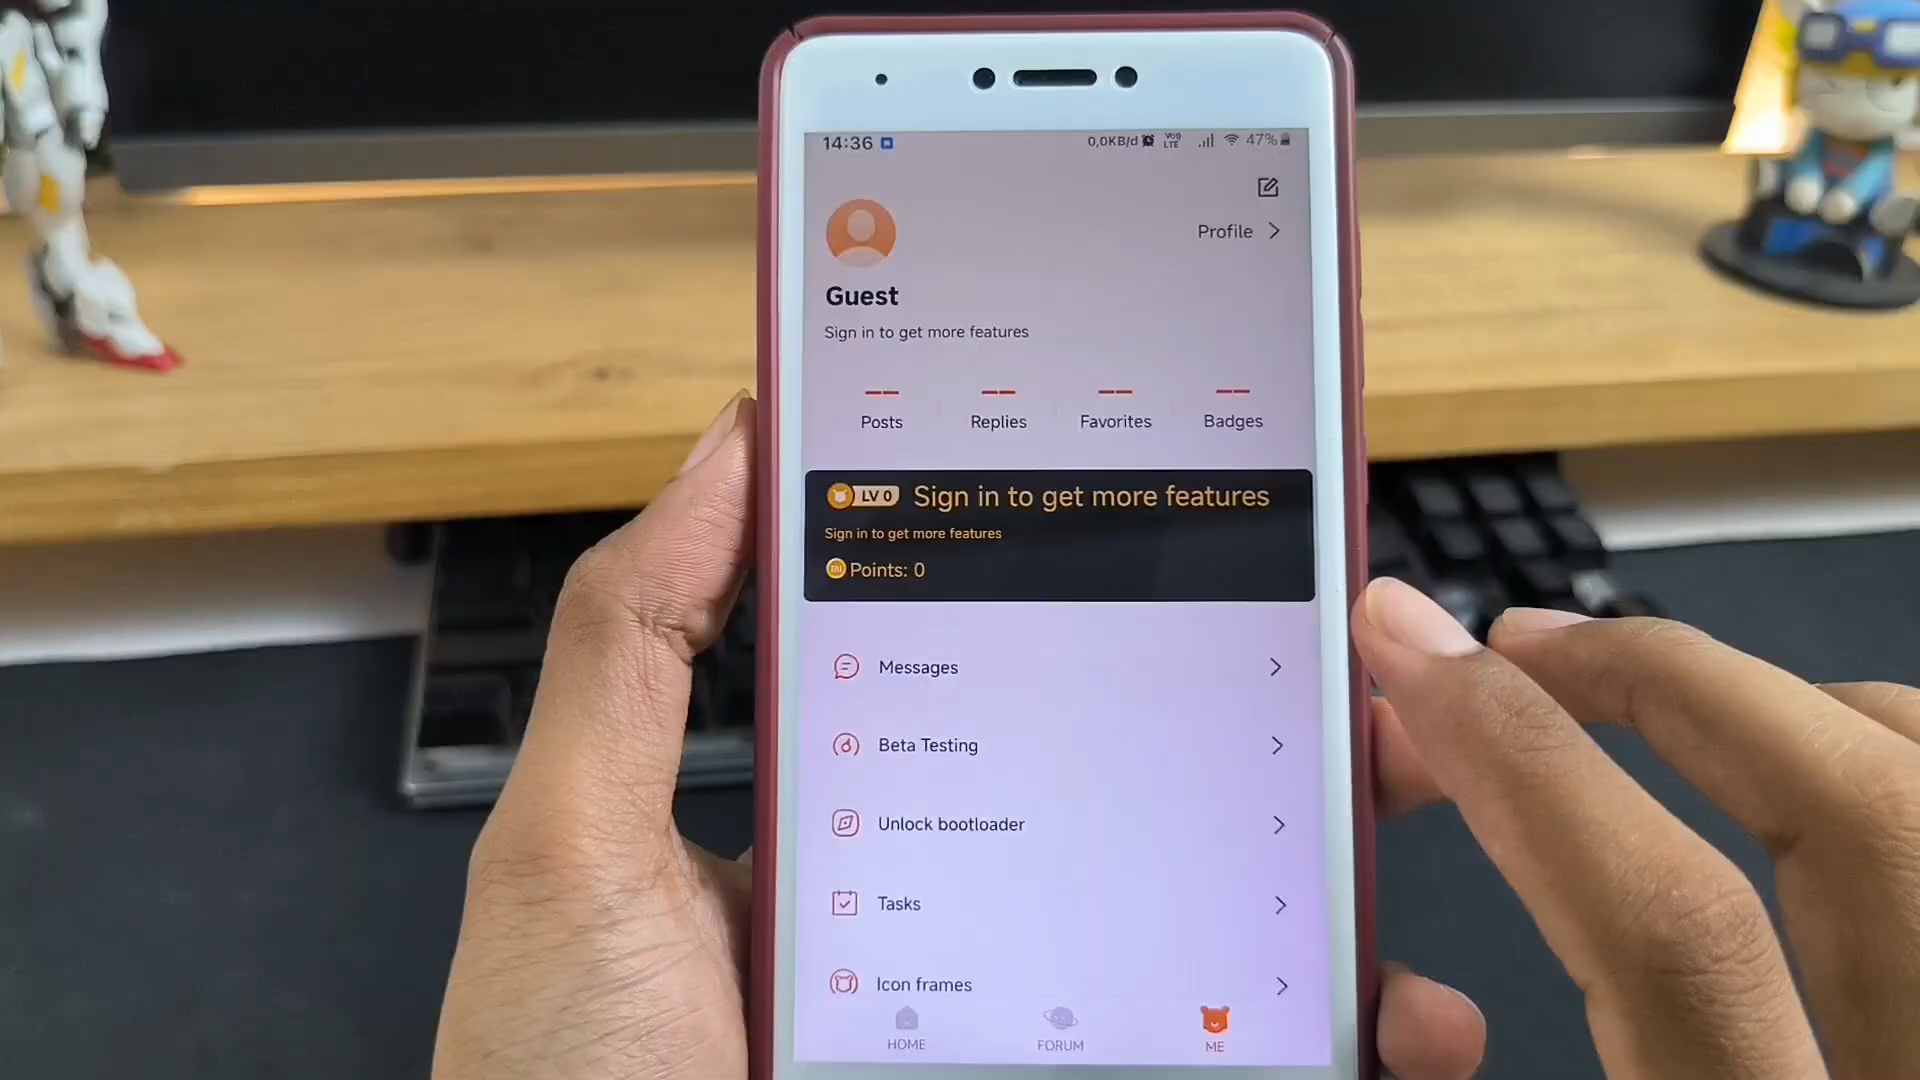 14:36 0,0KB/d Vo)) LTE 47%
Profile
Guest
Sign in to get more features
Posts Replies Favorites Badges
LV 0 Sign in to get more features
Sign in to get more features
mi Points: 0
Messages
Beta Testing
Unlock bootloader
Tasks
Icon frames
HOME FORUM ME